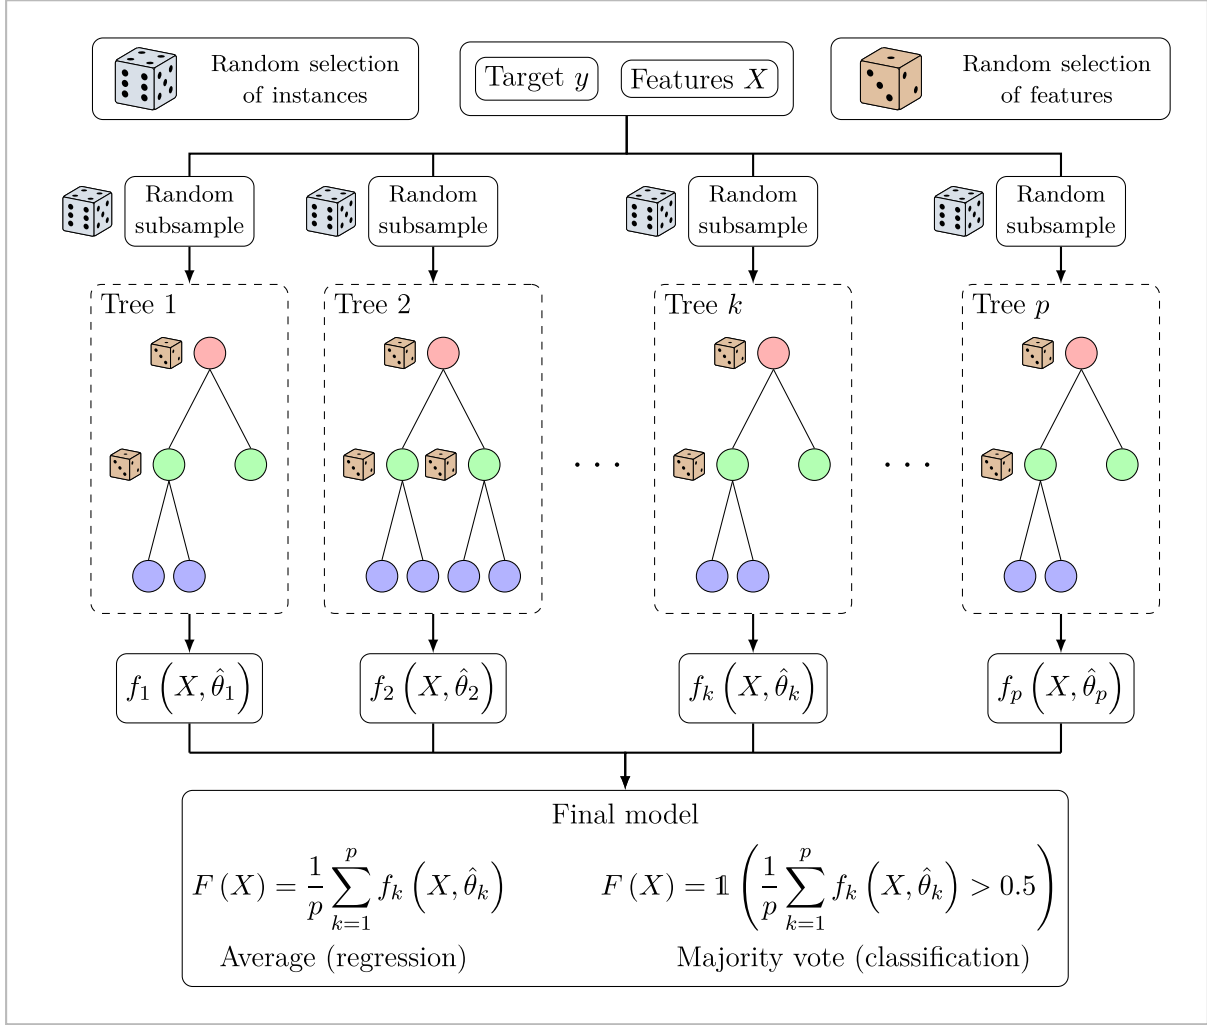 Random selection
of instances
Target y
Features X
Random selection
of features
Random
subsample
Random
subsample
Random
subsample
Random
subsample
Tree 1
Tree 2
Tree k
Tree p
. . .
. . .
f₁ (X, θ̂₁)
f₂ (X, θ̂₂)
fₖ (X, θ̂ₖ)
fₚ (X, θ̂ₚ)
Final model
F (X) = 1/p ∑_{k=1}^{p} fₖ (X, θ̂ₖ)
F (X) = 𝟙 (1/p ∑_{k=1}^{p} fₖ (X, θ̂ₖ) > 0.5)
Average (regression)
Majority vote (classification)